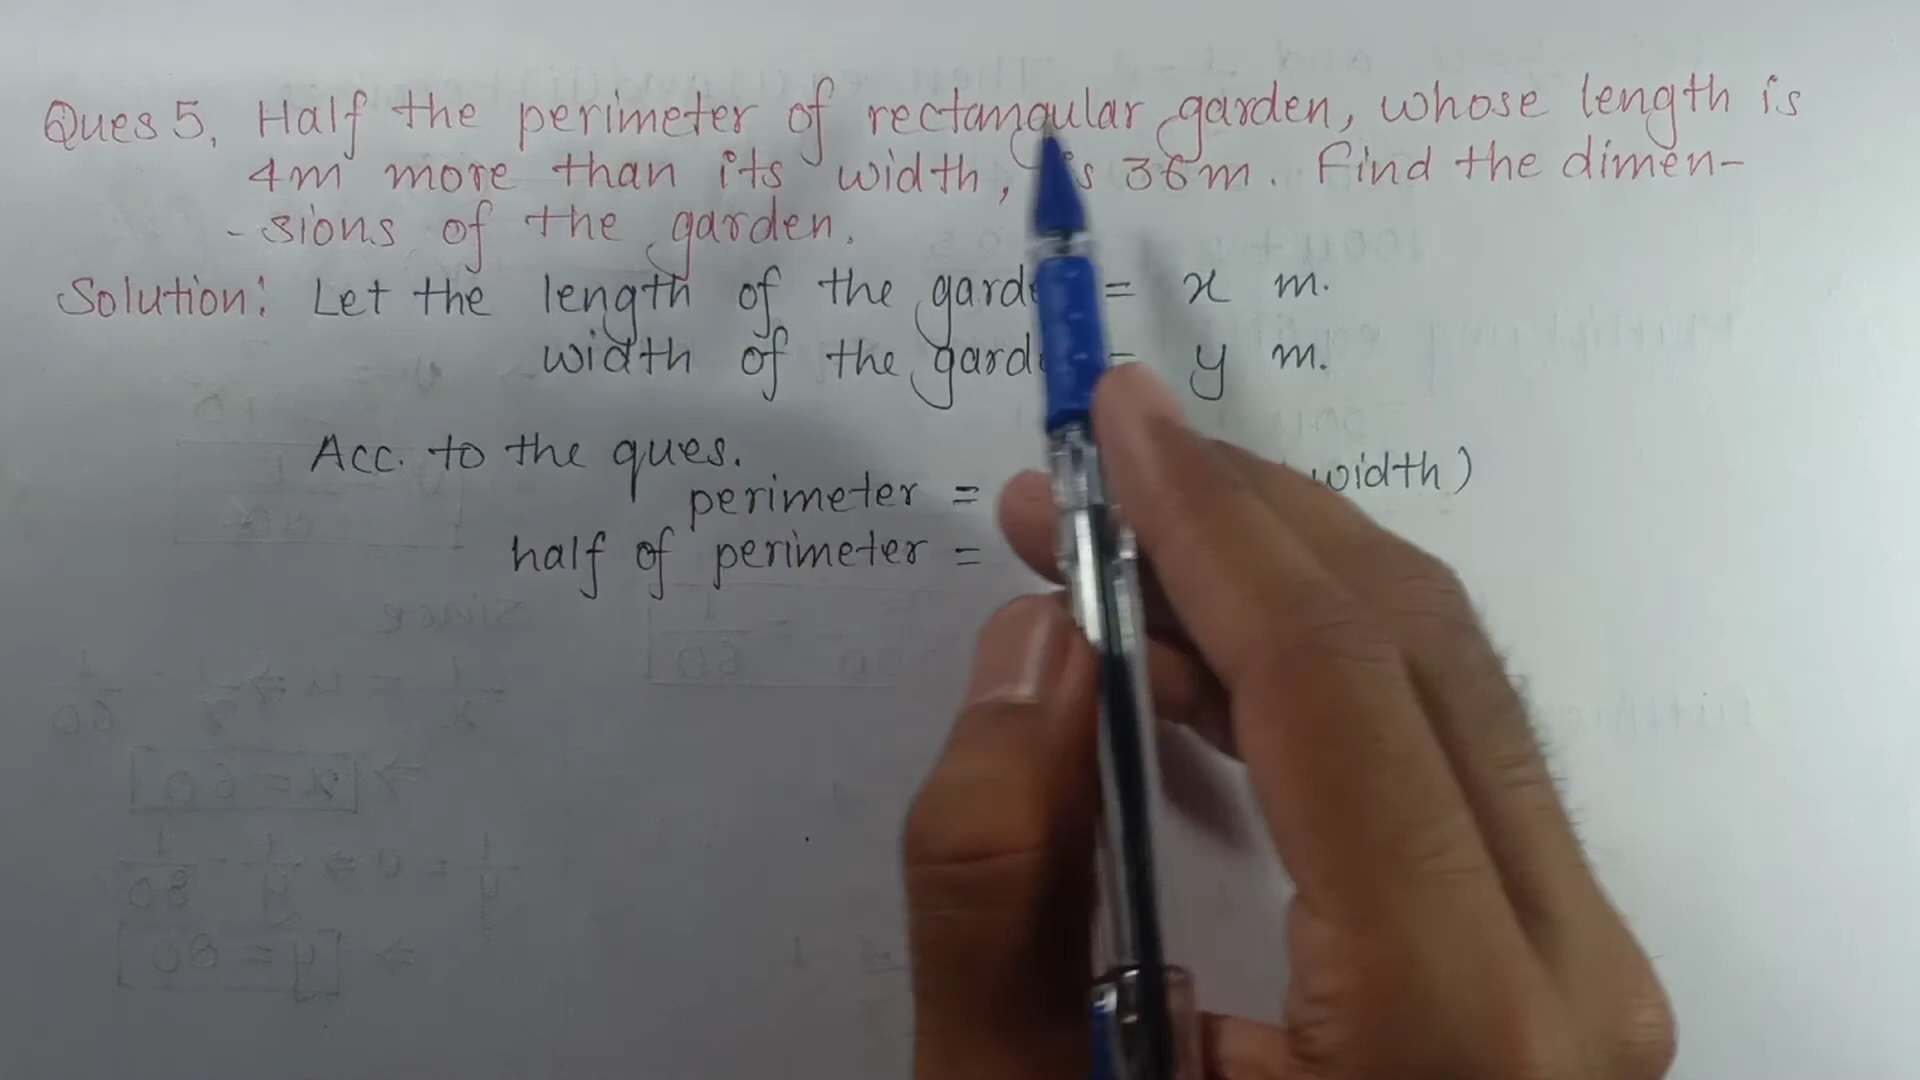 Ques 5. Half the perimeter of rectangular garden, whose length is
4m more than its width, is 36m. Find the dimen-
-sions of the garden.
Solution: Let the length of the = x m.
width of the = y m.
Acc. to the ques.
perimeter = width)
half of perimeter =